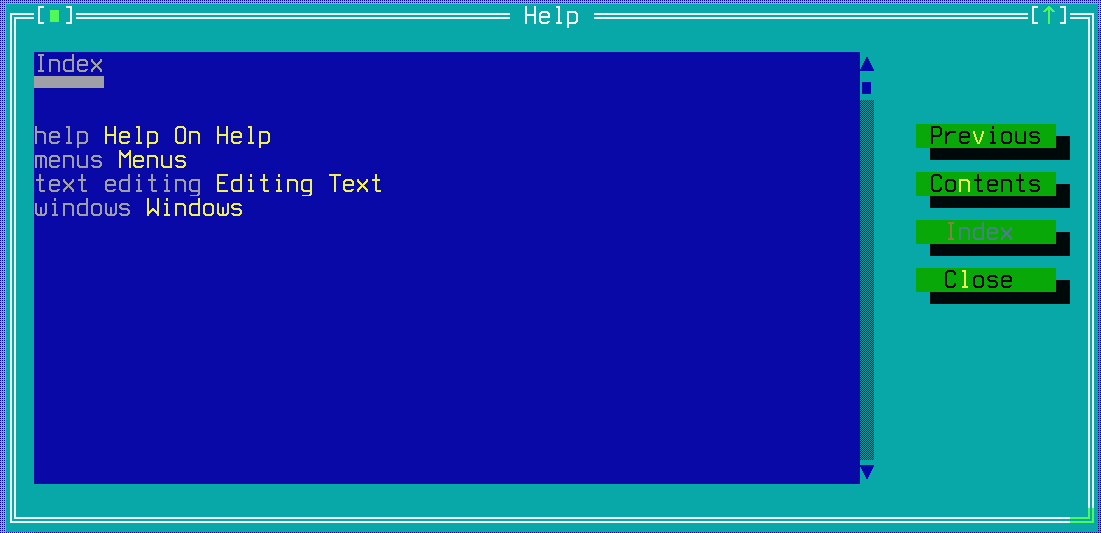 Help
Index
help Help On Help
menus Menus
text editing Editing Text
windows Windows
Previous
Contents
Index
Close